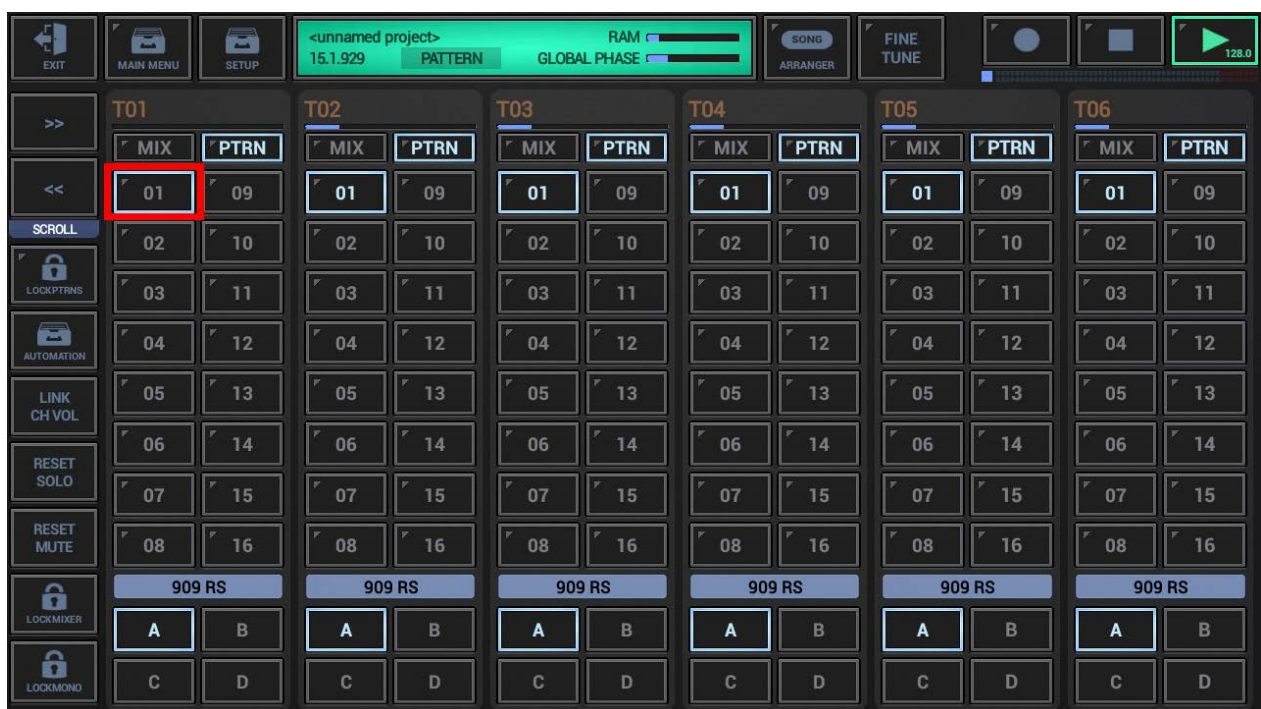 EXIT
MAIN MENU
SETUP
<unnamed project>
RAM
15.1.929
PATTERN
GLOBAL PHASE
SONG
ARRANGER
FINE
TUNE
128.0
>>
<<
SCROLL
LOCKPTRNS
AUTOMATION
LINK
CH VOL
RESET
SOLO
RESET
MUTE
LOCKMIXER
LOCKMONO
T01 T02 T03 T04 T05 T06
MIX PTRN MIX PTRN MIX PTRN MIX PTRN MIX PTRN MIX PTRN
01 09 01 09 01 09 01 09 01 09 01 09
02 10 02 10 02 10 02 10 02 10 02 10
03 11 03 11 03 11 03 11 03 11 03 11
04 12 04 12 04 12 04 12 04 12 04 12
05 13 05 13 05 13 05 13 05 13 05 13
06 14 06 14 06 14 06 14 06 14 06 14
07 15 07 15 07 15 07 15 07 15 07 15
08 16 08 16 08 16 08 16 08 16 08 16
909 RS 909 RS 909 RS 909 RS 909 RS 909 RS
A B A B A B A B A B A B
C D C D C D C D C D C D